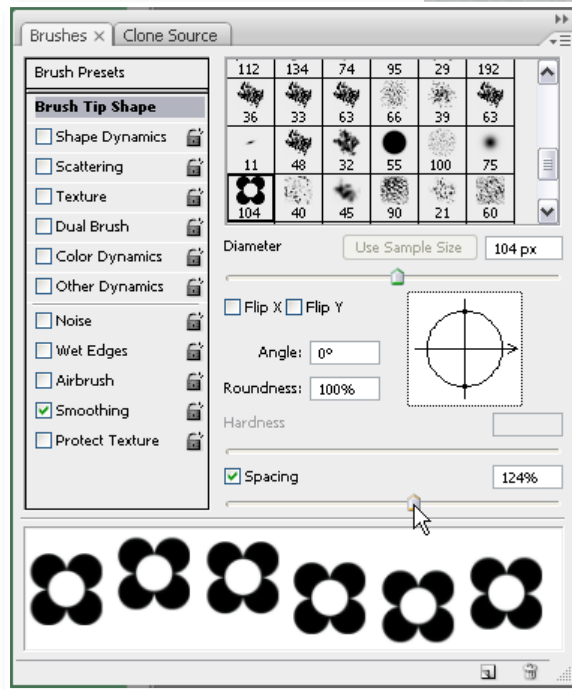 Brushes × Clone Source
Brush Presets
Brush Tip Shape
Shape Dynamics
Scattering
Texture
Dual Brush
Color Dynamics
Other Dynamics
Noise
Wet Edges
Airbrush
Smoothing
Protect Texture
112 134 74 95 29 192
36 33 63 66 39 63
11 48 32 55 100 75
104 40 45 90 21 60
Diameter Use Sample Size 104 px
Flip X Flip Y
Angle: 0°
Roundness: 100%
Hardness
Spacing 124%